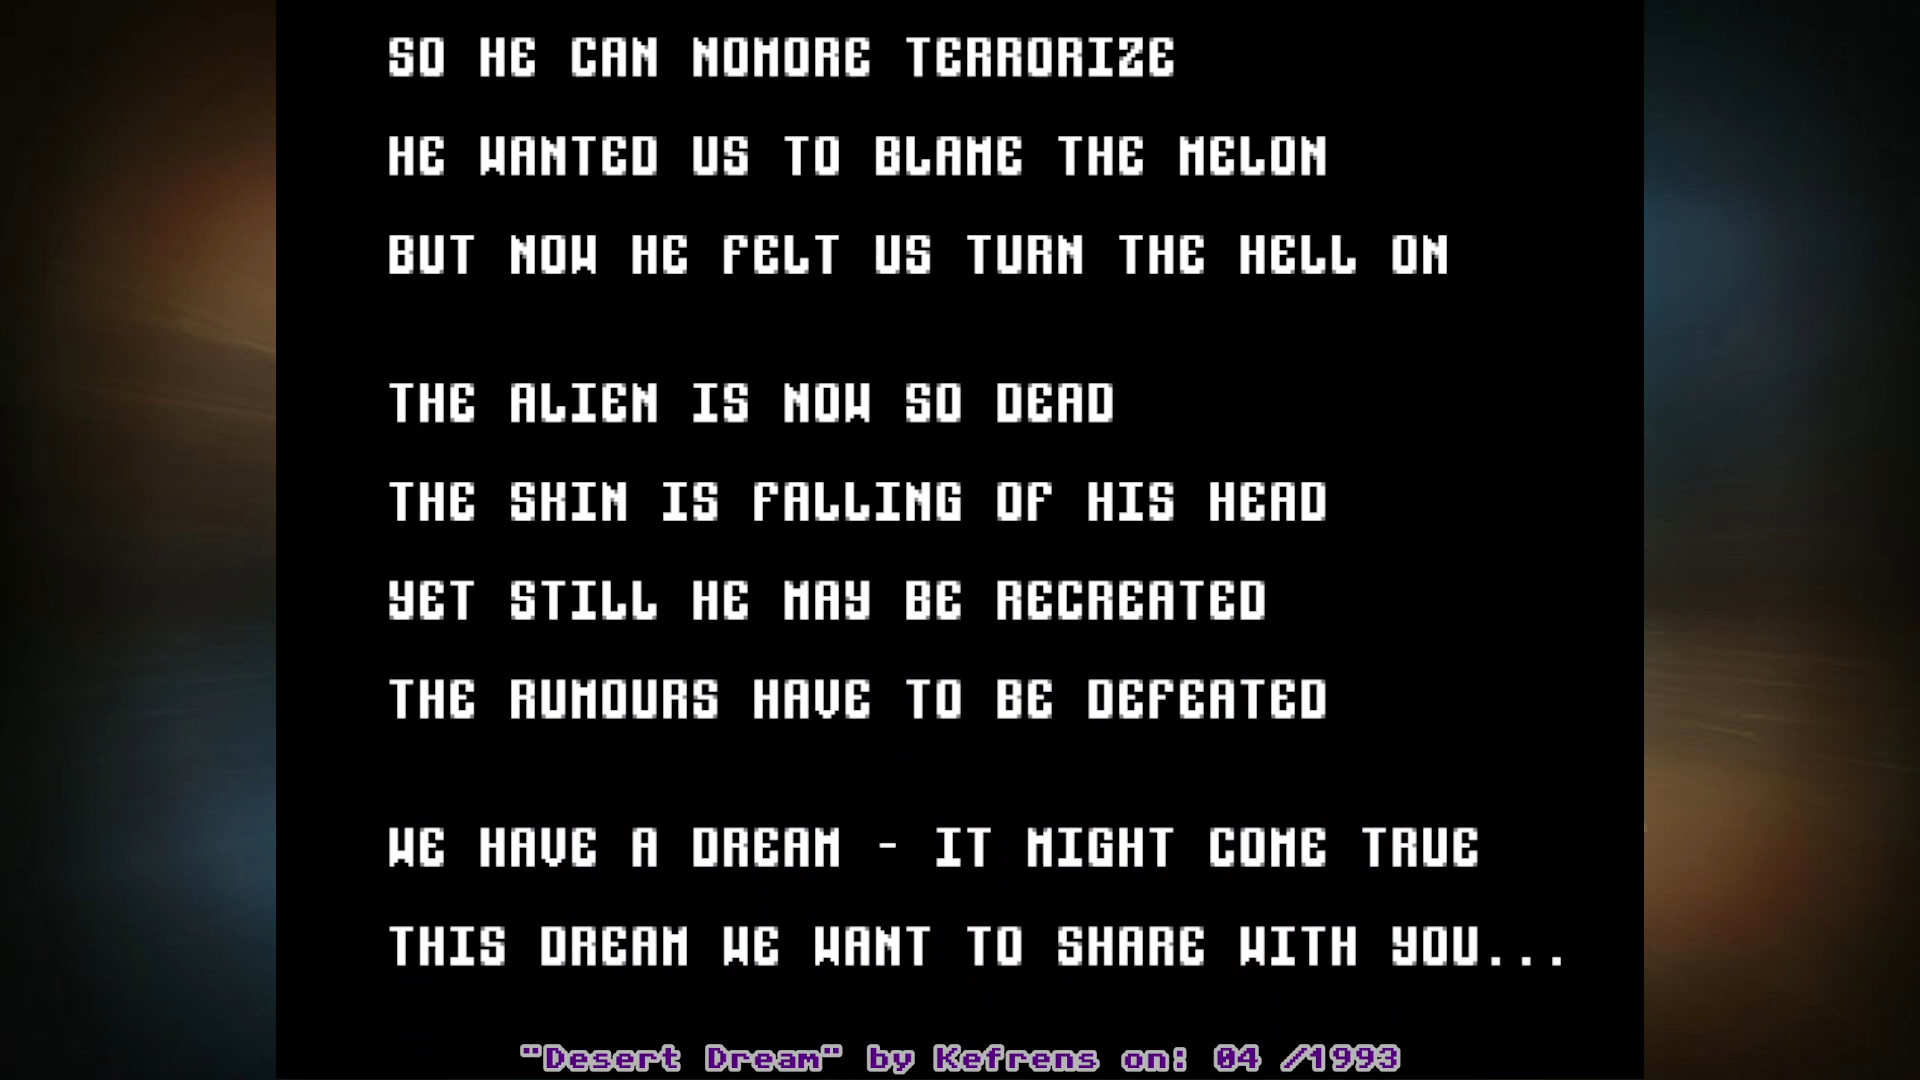 SO HE CAN NOMORE TERRORIZE
HE WANTED US TO BLAME THE MELON
BUT NOW HE FELT US TURN THE HELL ON
THE ALIEN IS NOW SO DEAD
THE SKIN IS FALLING OF HIS HEAD
YET STILL HE MAY BE RECREATED
THE RUMOURS HAVE TO BE DEFEATED
WE HAVE A DREAM - IT MIGHT COME TRUE
THIS DREAM WE WANT TO SHARE WITH YOU...
"Desert Dream" by Kefrens on: 04 /1993